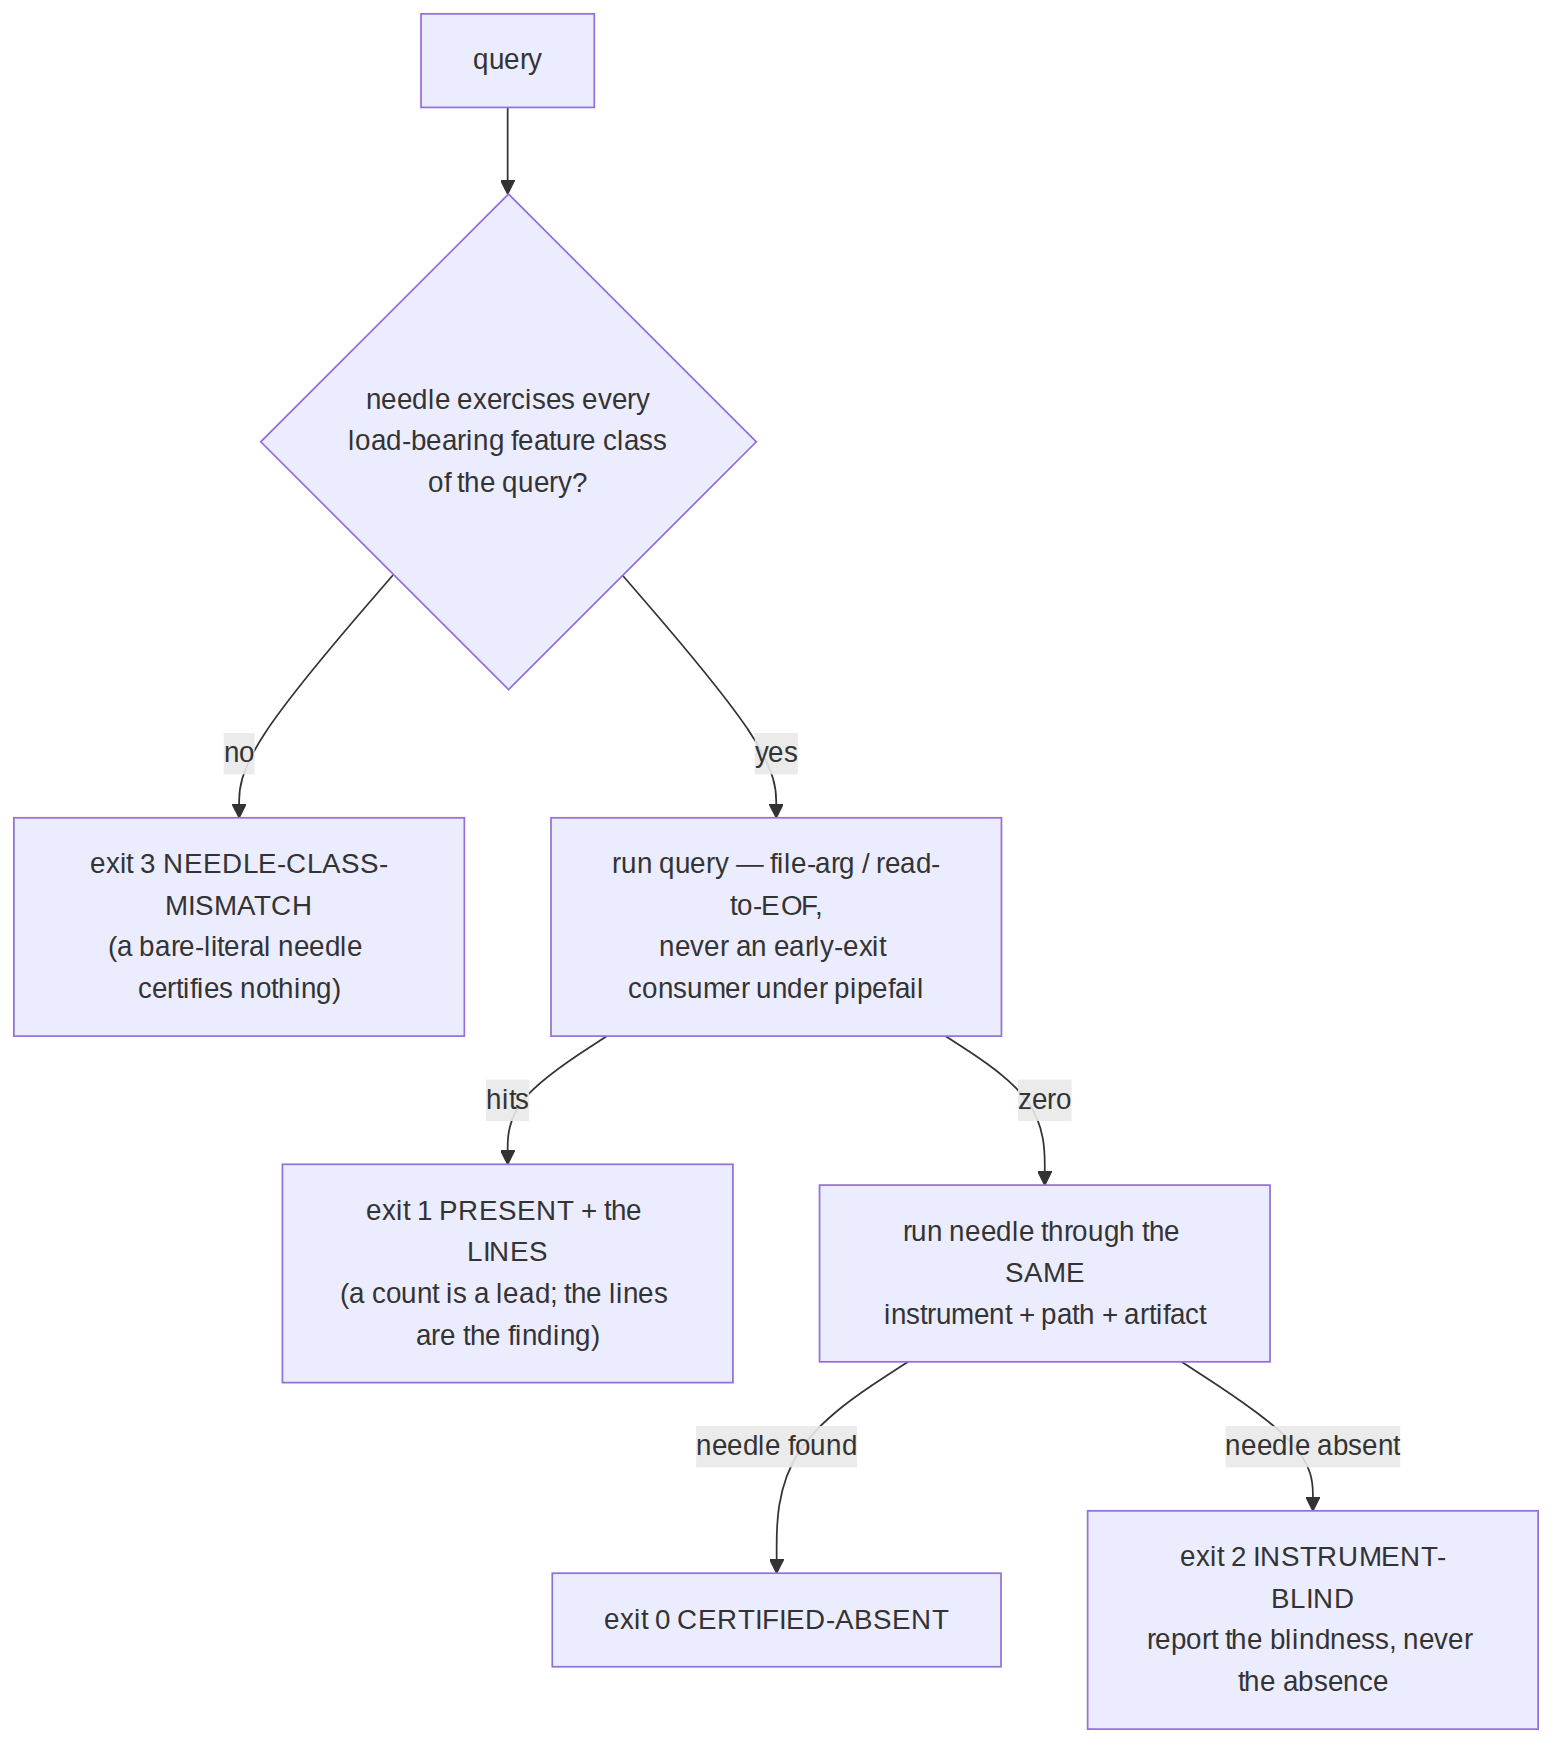 query
needle exercises every
load-bearing feature class
of the query?
no
yes
exit 3 NEEDLE-CLASS-
MISMATCH
(a bare-literal needle
certifies nothing)
run query — file-arg / read-
to-EOF,
never an early-exit
consumer under pipefail
hits
zero
exit 1 PRESENT + the
LINES
(a count is a lead; the lines
are the finding)
run needle through the
SAME
instrument + path + artifact
needle found
needle absent
exit 0 CERTIFIED-ABSENT
exit 2 INSTRUMENT-
BLIND
report the blindness, never
the absence